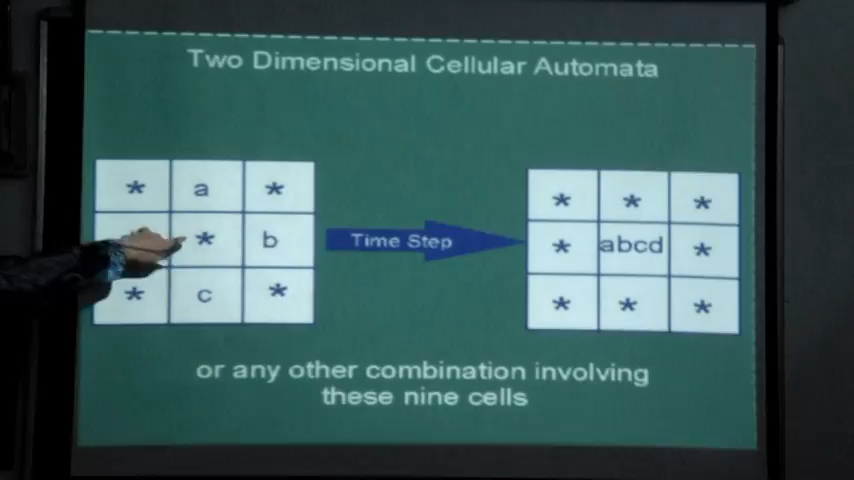 Two Dimensional Cellular Automata
* a *
* b
* c *
Time Step
* * *
* abcd *
* * *
or any other combination involving
these nine cells